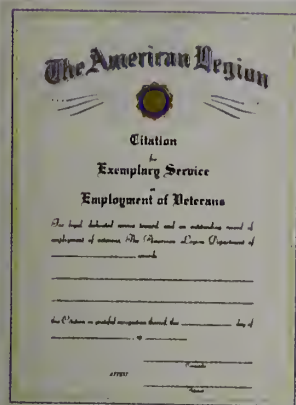 The American Legion
Citation
for
Exemplary Service
in
Employment of Veterans
For loyal dedicated service toward and an outstanding record of
employment of veterans, The American Legion Department of
awards
this Citation in grateful recognition thereof, this day of
ATTEST